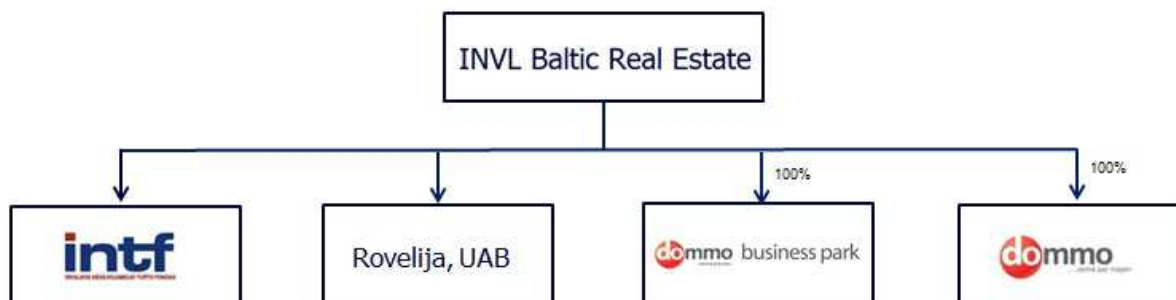 INVL Baltic Real Estate
100%
100%
intf
Rovelija, UAB
dommo business park
dommo